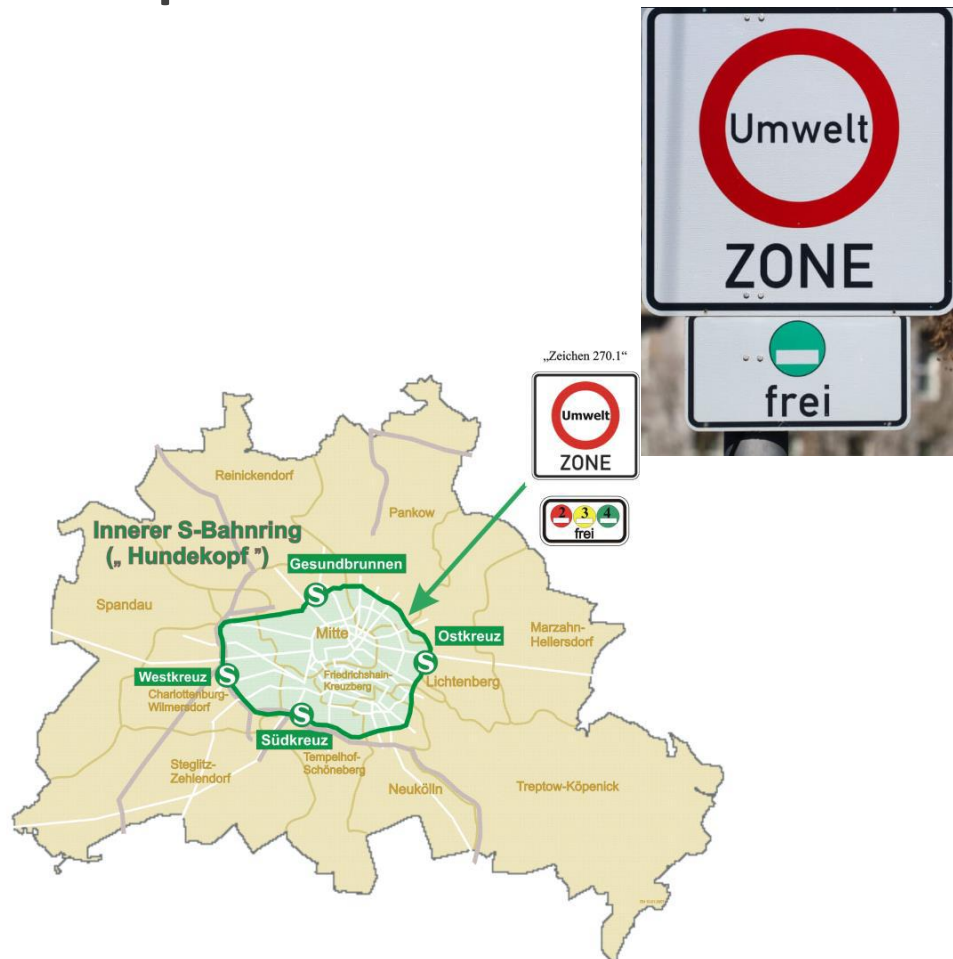 Umwelt
ZONE
frei
„Zeichen 270.1“
Umwelt
ZONE
2 3 4
frei
Reinickendorf
Pankow
Innerer S-Bahnring
(„ Hundekopf ”)
Gesundbrunnen
S
Spandau
Mitte
Ostkreuz
Marzahn-
Hellersdorf
S
Westkreuz
S
Friedrichshain-
Kreuzberg
Lichtenberg
Charlottenburg-
Wilmersdorf
S
Südkreuz
Steglitz-
Zehlendorf
Tempelhof-
Schöneberg
Neukölln
Treptow-Köpenick